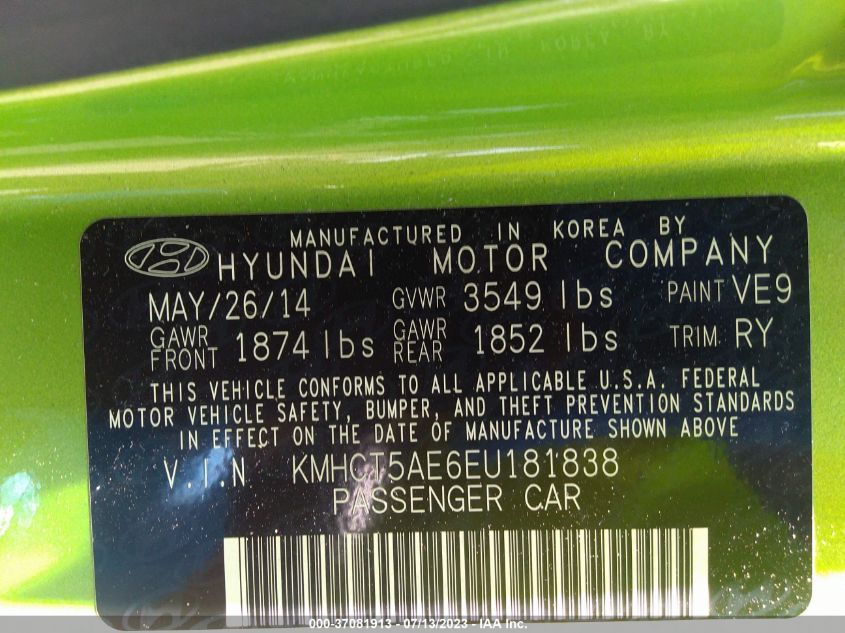 MANUFACTURED IN KOREA BY
HYUNDAI MOTOR COMPANY
MAY/26/14 GVWR 3549 lbs PAINT VE9
GAWR FRONT 1874 lbs GAWR REAR 1852 lbs TRIM RY
THIS VEHICLE CONFORMS TO ALL APPLICABLE U.S.A. FEDERAL
MOTOR VEHICLE SAFETY, BUMPER, AND THEFT PREVENTION STANDARDS
IN EFFECT ON THE DATE OF MANUFACTURE SHOWN ABOVE
V.I.N KMHCT5AE6EU181838
PASSENGER CAR
000-37081913 - 07/13/2023 - IAA Inc.